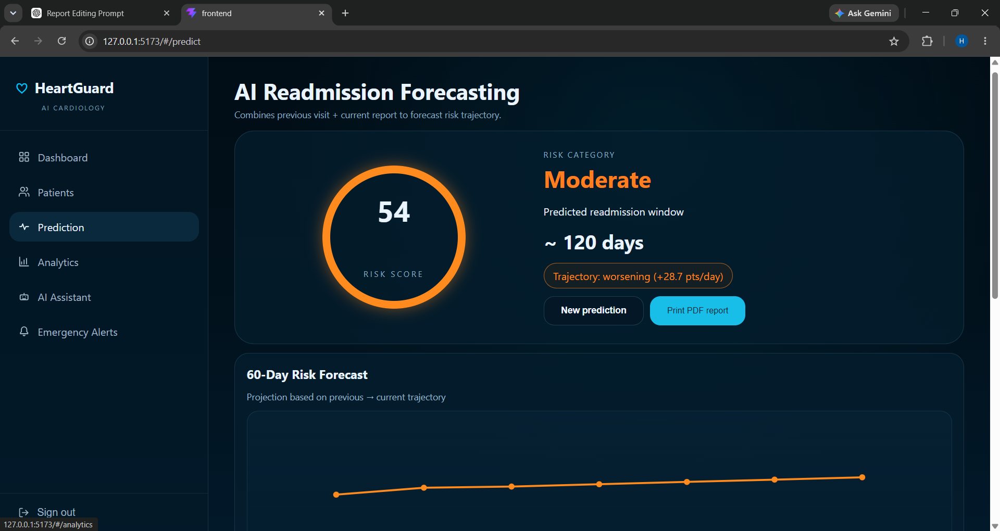 Report Editing Prompt
frontend
Ask Gemini
127.0.0.1:5173/#/predict
H
HeartGuard
AI CARDIOLOGY
Dashboard
Patients
Prediction
Analytics
AI Assistant
Emergency Alerts
Sign out
127.0.0.1:5173/#/analytics
AI Readmission Forecasting
Combines previous visit + current report to forecast risk trajectory.
54
RISK SCORE
RISK CATEGORY
Moderate
Predicted readmission window
~ 120 days
Trajectory: worsening (+28.7 pts/day)
New prediction
Print PDF report
60-Day Risk Forecast
Projection based on previous → current trajectory